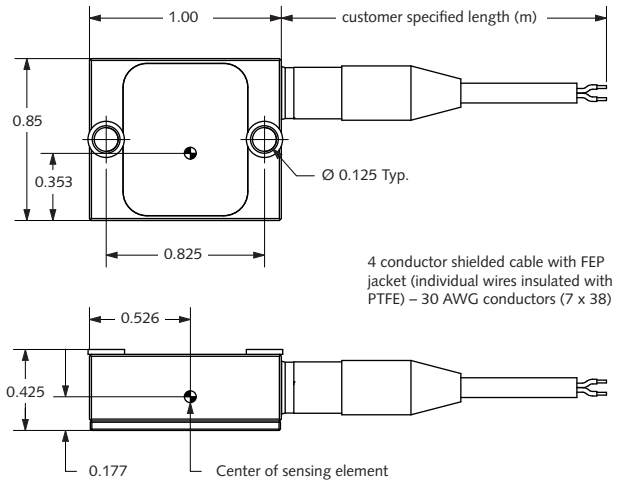 1.00
customer specified length (m)
0.85
0.353
Ø 0.125 Typ.
0.825
4 conductor shielded cable with FEP
jacket (individual wires insulated with
PTFE) – 30 AWG conductors (7 x 38)
0.526
0.425
0.177
Center of sensing element